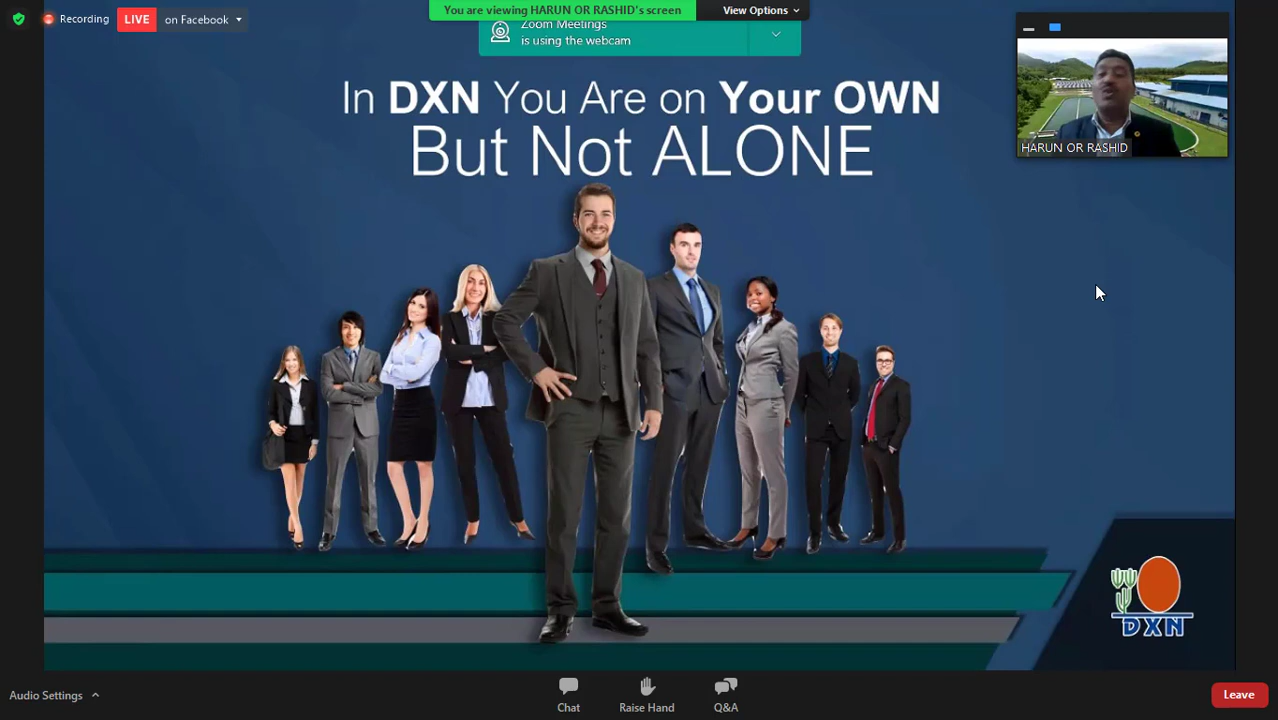 You are viewing HARUN OR RASHID's screen
View Options
Recording
LIVE on Facebook
Zoom Meetings
is using the webcam
In DXN You Are on Your OWN
But Not ALONE
HARUN OR RASHID
DXN
Audio Settings
Chat
Raise Hand
Q&A
Leave